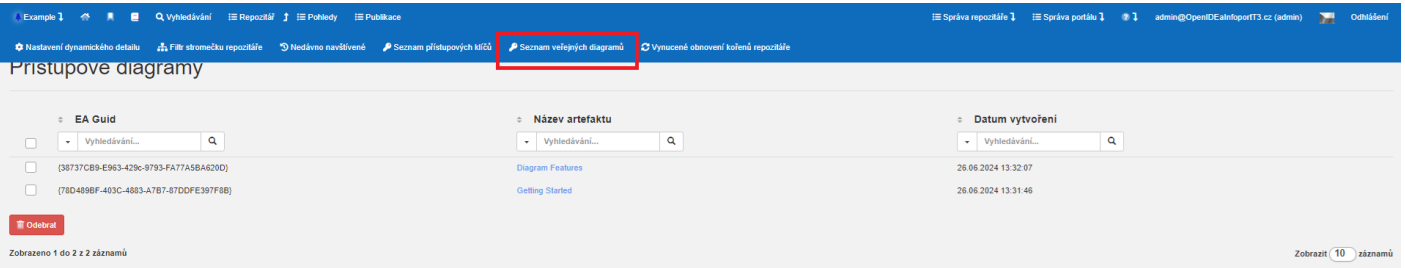 Example Vyhledávání Repozitář Pohledy Publikace Správa repozitáře Správa portálu admin@OpenIDEaInfoporIT3.cz (admin) Odhlášení
Nastavení dynamického detailu Filtr stromečku repozitáře Nedávno navštívené Seznam přístupových klíčů Seznam veřejných diagramů Vynucené obnovení kořenů repozitáře
Přístupové diagramy
EA Guid Název artefaktu Datum vytvoření
Vyhledávání... Vyhledávání... Vyhledávání...
{38737CB9-E963-429c-9793-FA77A5BA620D} Diagram Features 26.06.2024 13:32:07
{78D489BF-403C-4883-A7B7-87DDFE397F8B} Getting Started 26.06.2024 13:31:46
Odebrat
Zobrazeno 1 do 2 z 2 záznamů Zobrazit 10 záznamů